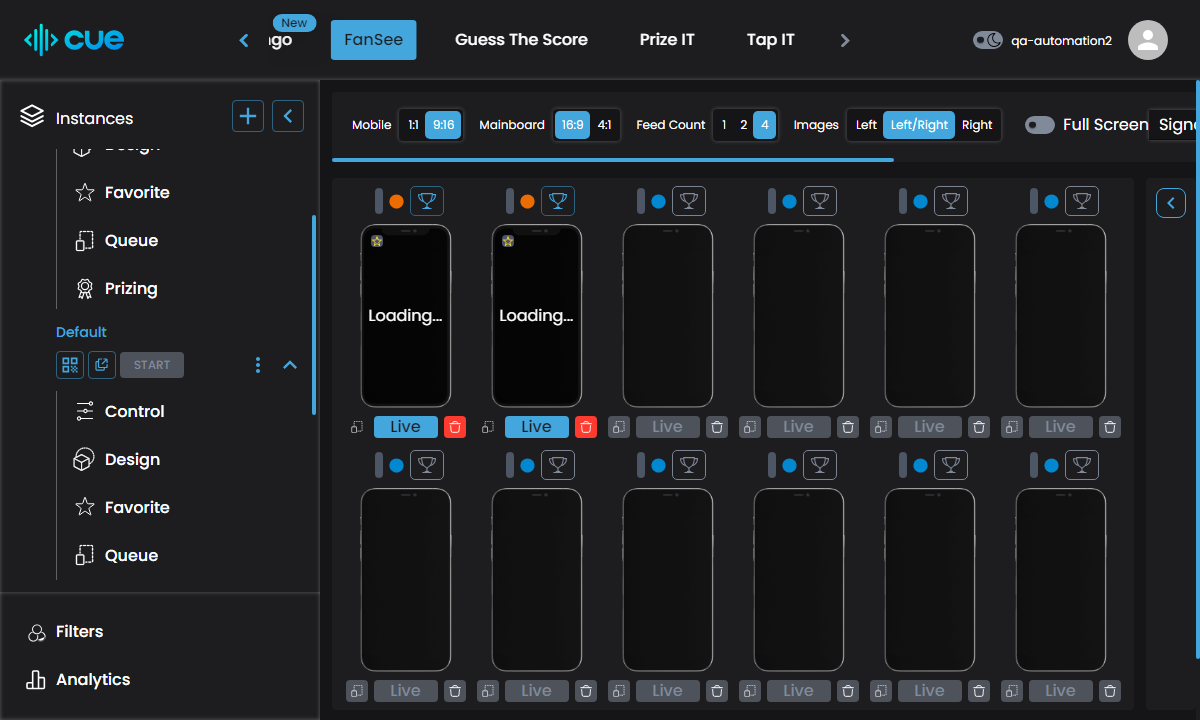 cue
New
FanSee
Guess The Score
Prize IT
Tap IT
qa-automation2
Instances
Favorite
Queue
Prizing
Default
START
Control
Design
Favorite
Queue
Filters
Analytics
Mobile 1:1 9:16 Mainboard 16:9 4:1 Feed Count 1 2 4 Images Left Left/Right Right Full Screen
Loading... Loading...
Live Live Live Live Live Live
Live Live Live Live Live Live